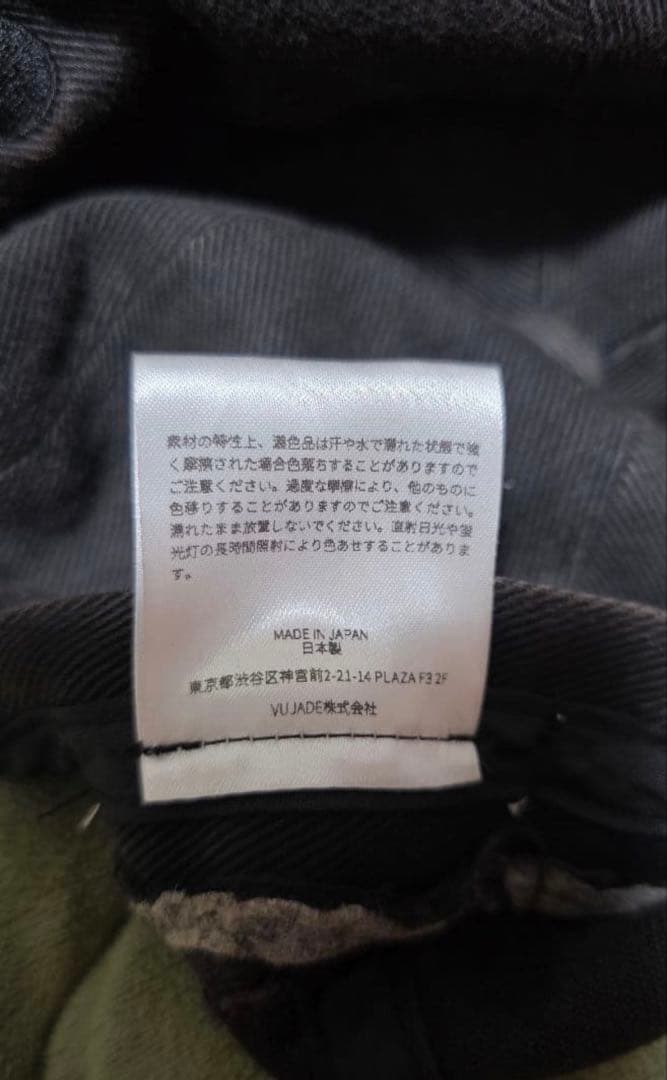 素材の特性上、濃色品は汗や水で濡れた状態で強
く摩擦された場合色落ちすることがありますので
ご注意ください。過度な摩擦により、他のものに
色移りすることがありますのでご注意ください。
濡れたまま放置しないでください。直射日光や蛍
光灯の長時間照射により色あせすることがありま
す。
MADE IN JAPAN
日本製
東京都渋谷区神宮前2-21-14 PLAZA F3 2F
VUJADE株式会社